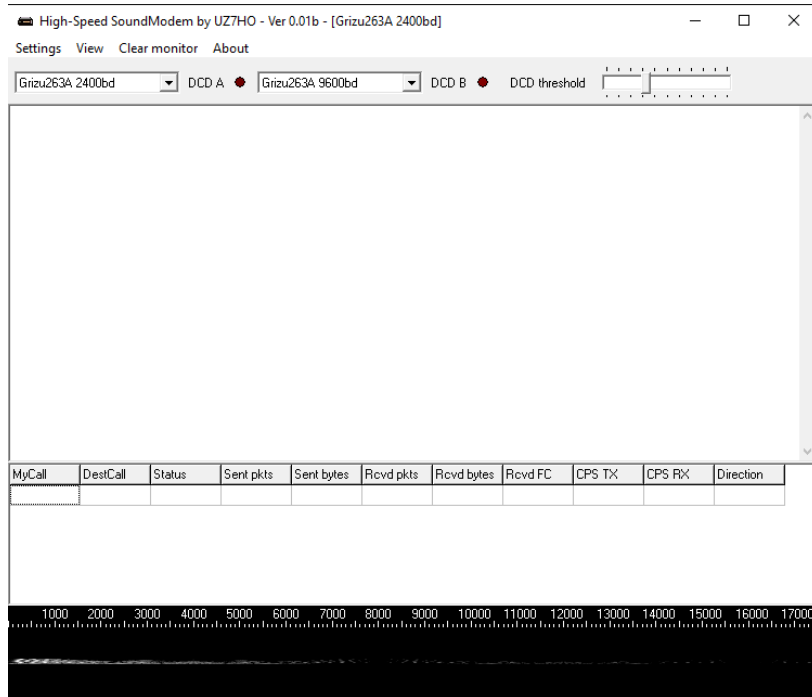 High-Speed SoundModem by UZ7HO - Ver 0.01b - [Grizu263A 2400bd]
Settings View Clear monitor About
Grizu263A 2400bd DCD A Grizu263A 9600bd DCD B DCD threshold
MyCall DestCall Status Sent pkts Sent bytes Rcvd pkts Rcvd bytes Rcvd FC CPS TX CPS RX Direction
1000 2000 3000 4000 5000 6000 7000 8000 9000 10000 11000 12000 13000 14000 15000 16000 17000